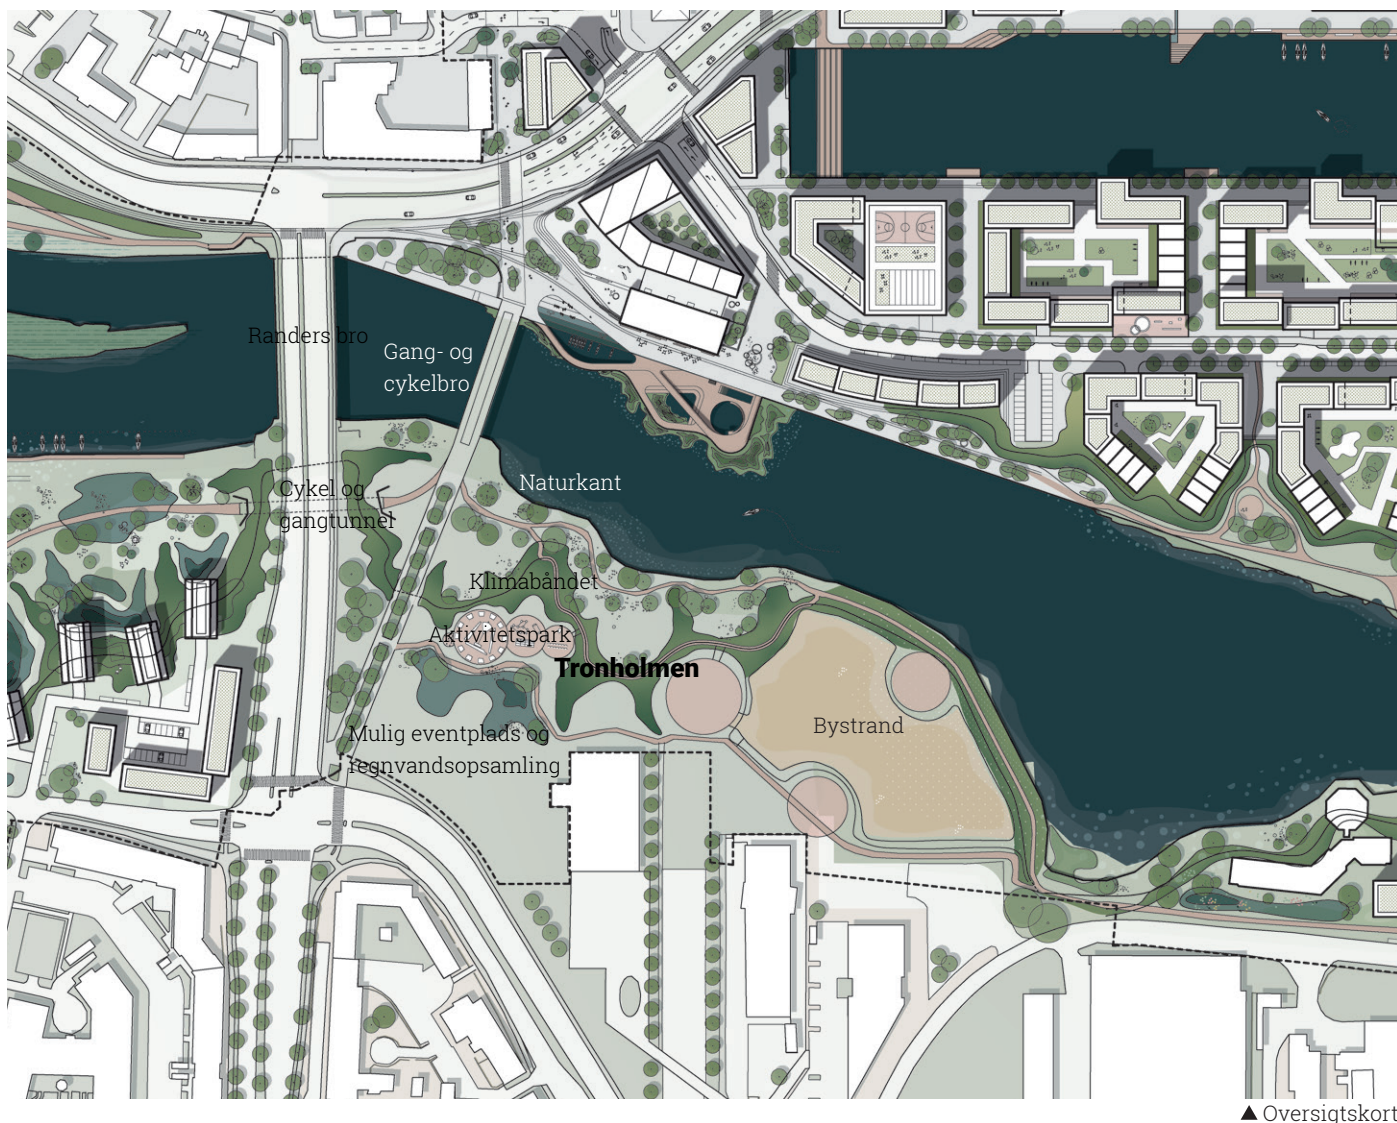 Randers bro
Gang- og
cykelbro
Naturkant
Cykel og
gangtunnel
Klimabåndet
Aktivitetspark
Tronholmen
Bystrand
Mulig eventplads og
regnvandsopsamling
▲ Oversigtskort